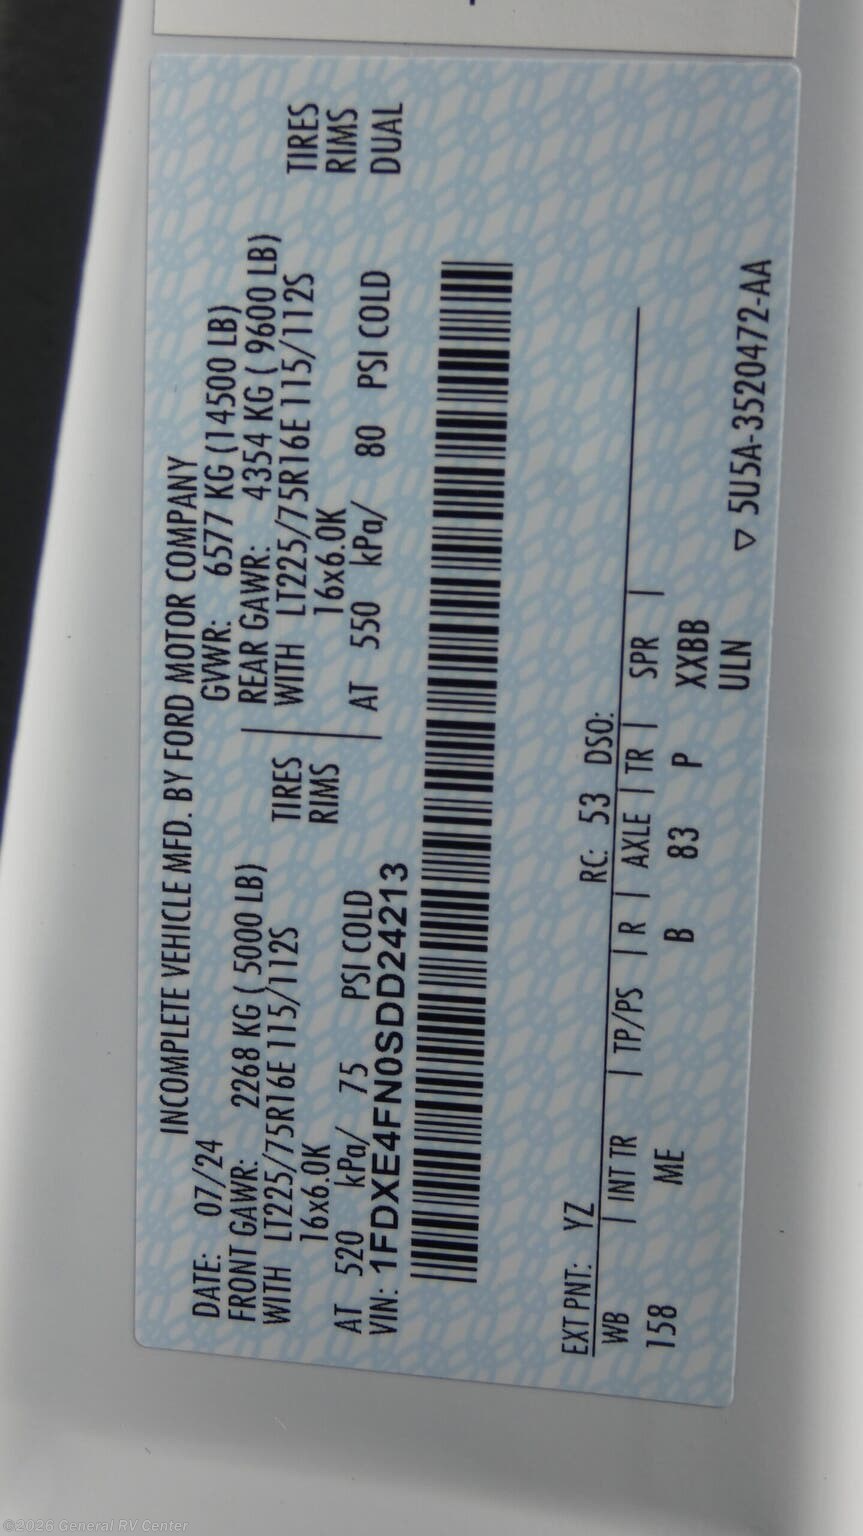 INCOMPLETE VEHICLE MFD. BY FORD MOTOR COMPANY
DATE: 07/24 GVWR: 6577 KG (14500 LB)
FRONT GAWR: 2268 KG ( 5000 LB) REAR GAWR: 4354 KG ( 9600 LB)
WITH LT225/75R16E 115/112S TIRES WITH LT225/75R16E 115/112S TIRES
16x6.0K RIMS 16x6.0K RIMS
AT 520 kPa/ 75 PSI COLD AT 550 kPa/ 80 PSI COLD DUAL
VIN: 1FDXE4FN0SDD24213
EXT PNT: YZ RC: 53 DSO:
WB | INT TR | TP/PS | R | AXLE | TR | SPR |
158 ME B 83 P XXBB
ULN
▽ 5U5A-3520472-AA
©2026 General RV Center